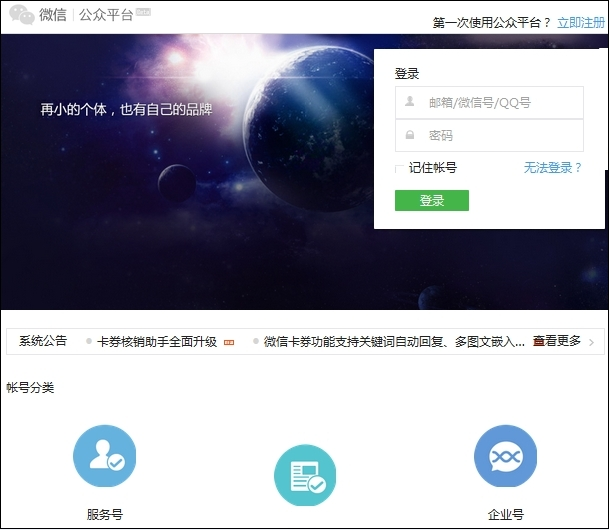 微信 | 公众平台
第一次使用公众平台？ 立即注册
再小的个体，也有自己的品牌
登录
邮箱/微信号/QQ号
密码
记住帐号 无法登录？
登录
系统公告 卡券核销助手全面升级 微信卡券功能支持关键词自动回复、多图文嵌入... 查看更多
帐号分类
服务号 企业号